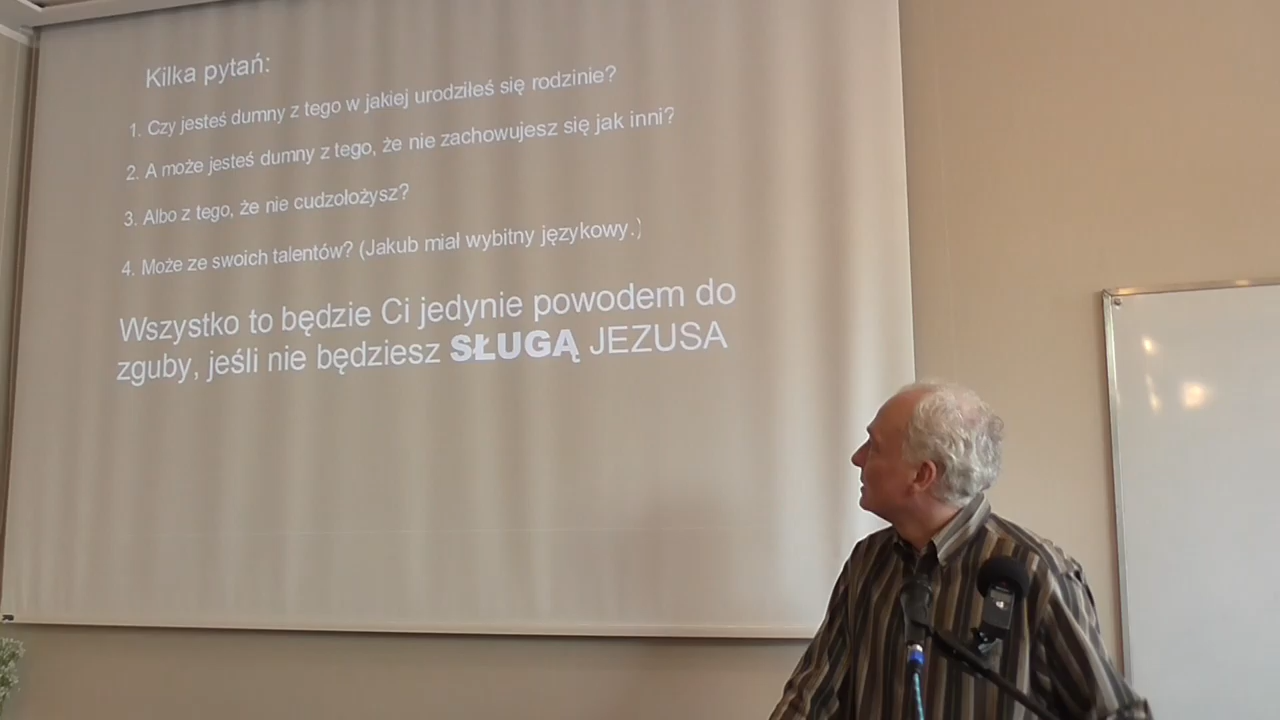 Kilka pytań:
1. Czy jesteś dumny z tego w jakiej urodziłeś się rodzinie?
2. A może jesteś dumny z tego, że nie zachowujesz się jak inni?
3. Albo z tego, że nie cudzołożysz?
4. Może ze swoich talentów? (Jakub miał wybitny językowy.)
Wszystko to będzie Ci jedynie powodem do
zguby, jeśli nie będziesz SŁUGĄ JEZUSA